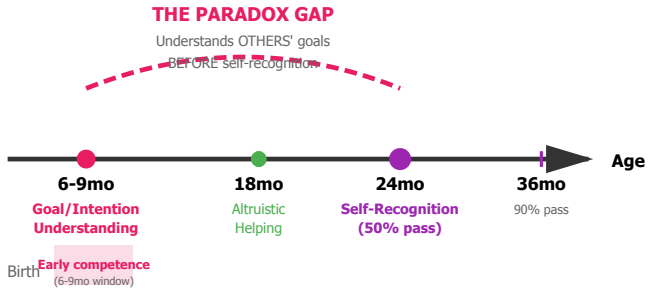 THE PARADOX GAP
Understands OTHERS' goals
BEFORE self-recognition
Age
6-9mo
18mo
24mo
36mo
Goal/Intention
Understanding
Altruistic
Helping
Self-Recognition
(50% pass)
90% pass
Birth
Early competence
(6-9mo window)